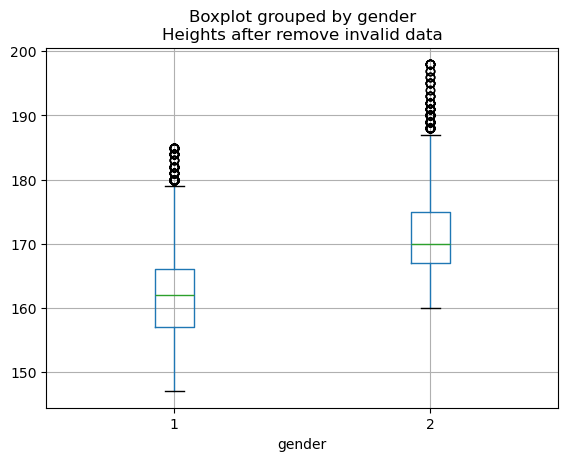 Boxplot grouped by gender
Heights after remove invalid data
200
190
180
170
160
150
1 2
gender